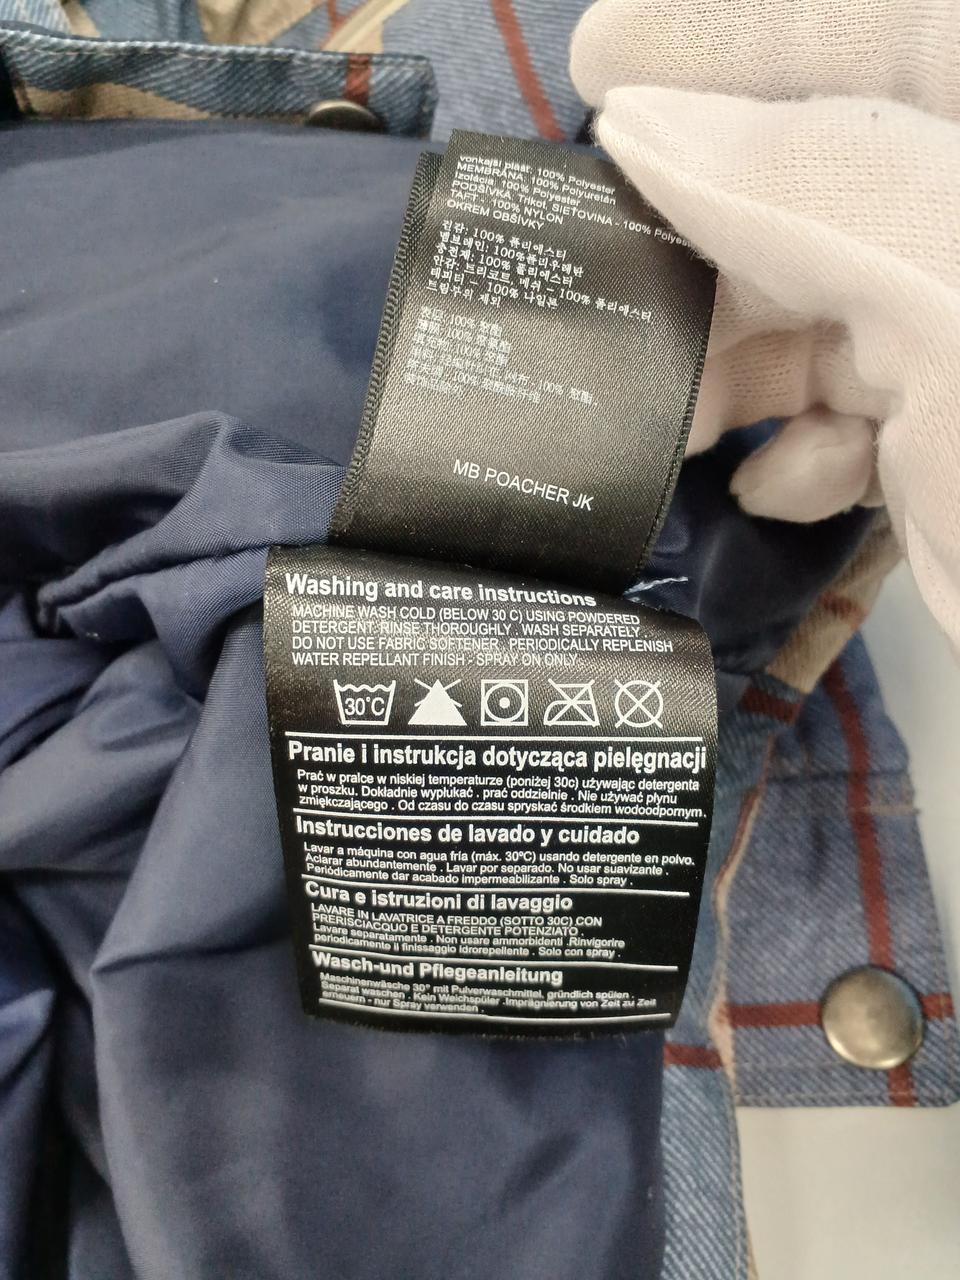 vonkajší plášť: 100% Polyester
MEMBRÁNA: 100% Polyuretán
Izolácia: 100% Polyester
PODŠÍVKA: Trikot, SIEŤOVINA - 100% Polyes
TAFT - 100% NYLON
OKREM OBŠÍVKY
겉감: 100% 폴리에스터
멤브레인: 100%폴리우레탄
충전재: 100% 폴리에스터
안감: 트리코트, 메쉬 – 100% 폴리에스터
태피터 – 100% 나일론
트림부위 제외
MB POACHER JK
Washing and care instructions
MACHINE WASH COLD (BELOW 30 C) USING POWDERED
DETERGENT. RINSE THOROUGHLY . WASH SEPARATELY .
DO NOT USE FABRIC SOFTENER . PERIODICALLY REPLENISH
WATER REPELLANT FINISH - SPRAY ON ONLY .
30°C
Pranie i instrukcja dotycząca pielęgnacji
Prać w pralce w niskiej temperaturze (poniżej 30c) używając detergenta
w proszku. Dokładnie wypłukać . prać oddzielnie . Nie używać płynu
zmiękczającego . Od czasu do czasu spryskać środkiem wodoodpornym.
Instrucciones de lavado y cuidado
Lavar a máquina con agua fría (máx. 30ºC) usando detergente en polvo.
Aclarar abundantemente . Lavar por separado. No usar suavizante .
Periódicamente dar acabado impermeabilizante . Solo spray .
Cura e istruzioni di lavaggio
LAVARE IN LAVATRICE A FREDDO (SOTTO 30C) CON
PRERISCIACQUO E DETERGENTE POTENZIATO .
Lavare separatamente . Non usare ammorbidenti .Rinvigorire
periodicamente il finissaggio idrorepellente . Solo con spray .
Wasch-und Pflegeanleitung
Maschinenwäsche 30° mit Pulverwaschmittel, gründlich spülen .
Separat waschen . Kein Weichspüler .Imprägnierung von Zeit zu Zeit
erneuern - nur Spray verwenden .